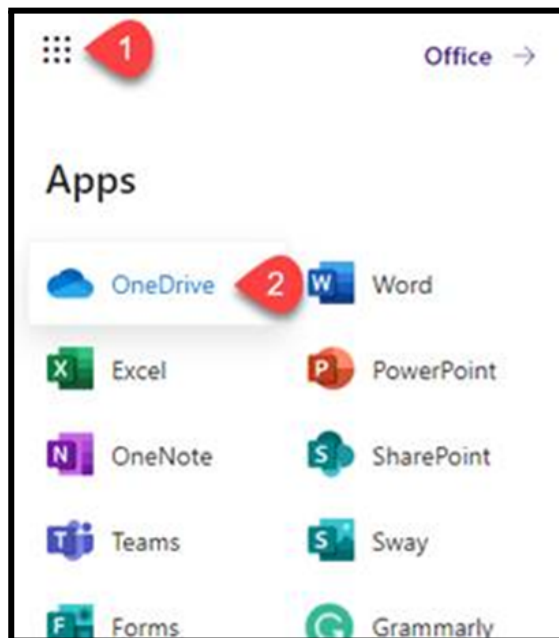 1
Office →
Apps
OneDrive 2 W Word
X Excel P PowerPoint
N OneNote S SharePoint
T Teams S Sway
F Forms G Grammarly